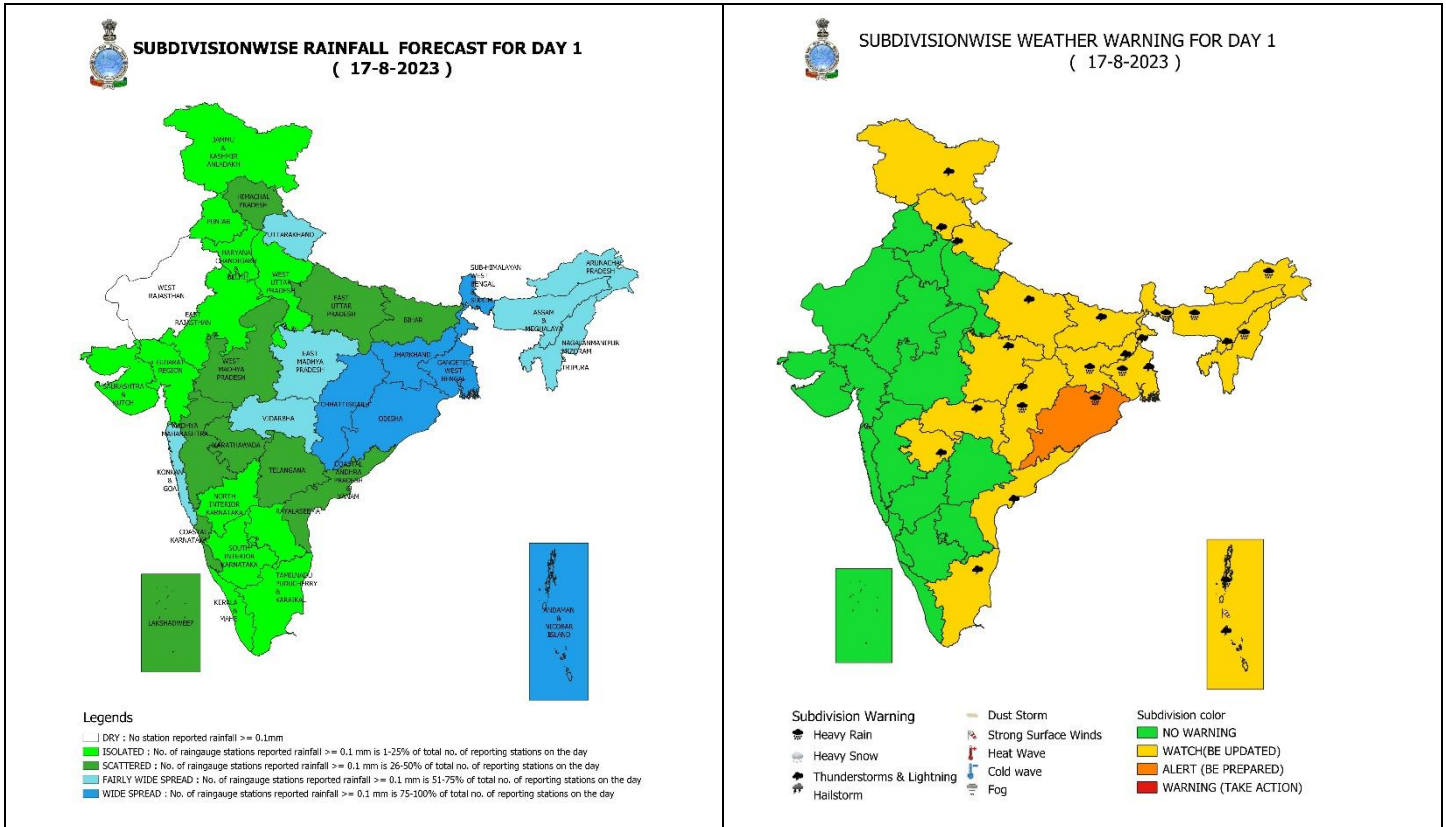 SUBDIVISIONWISE RAINFALL FORECAST FOR DAY 1
( 17-8-2023 )
JAMMU
&
KASHMIR
ANLADAKH
HIMACHAL
PRADESH
PUNJAB
UTTARAKHAND
HARYANA
CHANDIGARH
&
DELHI
WEST
UTTAR
PRADESH
WEST
RAJASTHAN
EAST
RAJASTHAN
EAST
UTTAR
PRADESH
BIHAR
SUB-HIMALAYAN
WEST
BENGAL
&
ARUNACHAL
PRADESH
ASSAM
&
MEGHALAYA
MIZORAM
&
TRIPURA
GUJARAT
REGION
SAURASHTRA
&
KUTCH
WEST
MADHYA
PRADESH
EAST
MADHYA
PRADESH
JHARKHAND
GANGETIC
WEST
BENGAL
CHHATTISGARH
ODISHA
VIDARBHA
MADHYA
MAHARASHTRA
MARATHAWADA
KONKAN
&
GOA
TELANGANA
COASTAL
ANDHRA
PRADESH
&
YANAM
NORTH
INTERIOR
KARNATAKA
RAYALASEEMA
COASTAL
KARNATAKA
SOUTH
INTERIOR
KARNATAKA
TAMILNADU
PUDUCHERRY
&
KARAIKAL
KERALA
&
MAHE
LAKSHADWEEP
ANDAMAN
&
NICOBAR
ISLAND
Legends
DRY : No station reported rainfall >= 0.1mm
ISOLATED : No. of raingauge stations reported rainfall >= 0.1 mm is 1-25% of total no. of reporting stations on the day
SCATTERED : No. of raingauge stations reported rainfall >= 0.1 mm is 26-50% of total no. of reporting stations on the day
FAIRLY WIDE SPREAD : No. of raingauge stations reported rainfall >= 0.1 mm is 51-75% of total no. of reporting stations on the day
WIDE SPREAD : No. of raingauge stations reported rainfall >= 0.1 mm is 75-100% of total no. of reporting stations on the day
SUBDIVISIONWISE WEATHER WARNING FOR DAY 1
( 17-8-2023 )
Subdivision Warning
Heavy Rain
Heavy Snow
Thunderstorms & Lightning
Hailstorm
Dust Storm
Strong Surface Winds
Heat Wave
Cold wave
Fog
Subdivision color
NO WARNING
WATCH(BE UPDATED)
ALERT (BE PREPARED)
WARNING (TAKE ACTION)